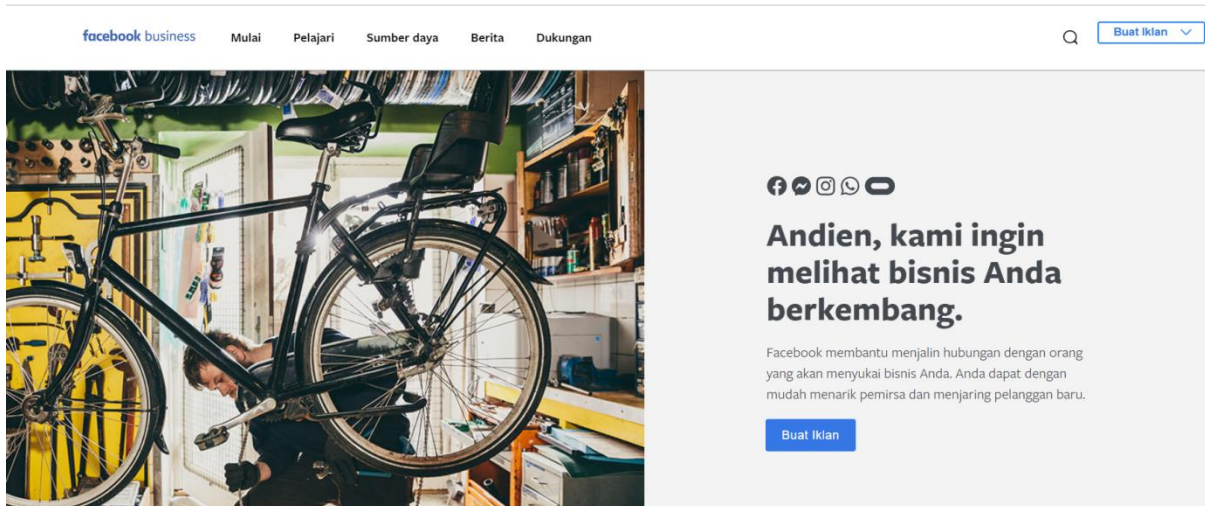 facebook business Mulai Pelajari Sumber daya Berita Dukungan Buat Iklan
Andien, kami ingin
melihat bisnis Anda
berkembang.
Facebook membantu menjalin hubungan dengan orang
yang akan menyukai bisnis Anda. Anda dapat dengan
mudah menarik pemirsa dan menjaring pelanggan baru.
Buat Iklan